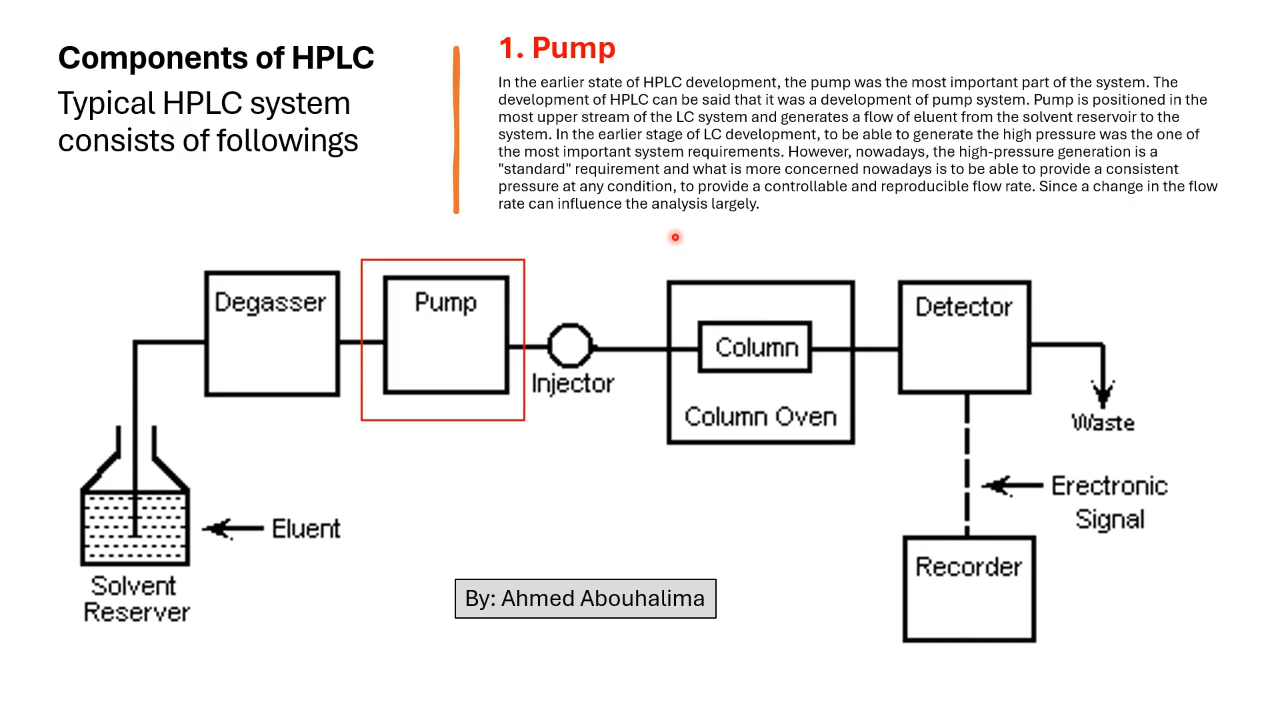 Components of HPLC
Typical HPLC system
consists of followings
1. Pump
In the earlier state of HPLC development, the pump was the most important part of the system. The
development of HPLC can be said that it was a development of pump system. Pump is positioned in the
most upper stream of the LC system and generates a flow of eluent from the solvent reservoir to the
system. In the earlier stage of LC development, to be able to generate the high pressure was the one of
the most important system requirements. However, nowadays, the high-pressure generation is a
"standard" requirement and what is more concerned nowadays is to be able to provide a consistent
pressure at any condition, to provide a controllable and reproducible flow rate. Since a change in the flow
rate can influence the analysis largely.
Degasser
Pump
Injector
Column
Column Oven
Detector
Waste
Erectronic
Signal
Eluent
Solvent
Reserver
Recorder
By: Ahmed Abouhalima